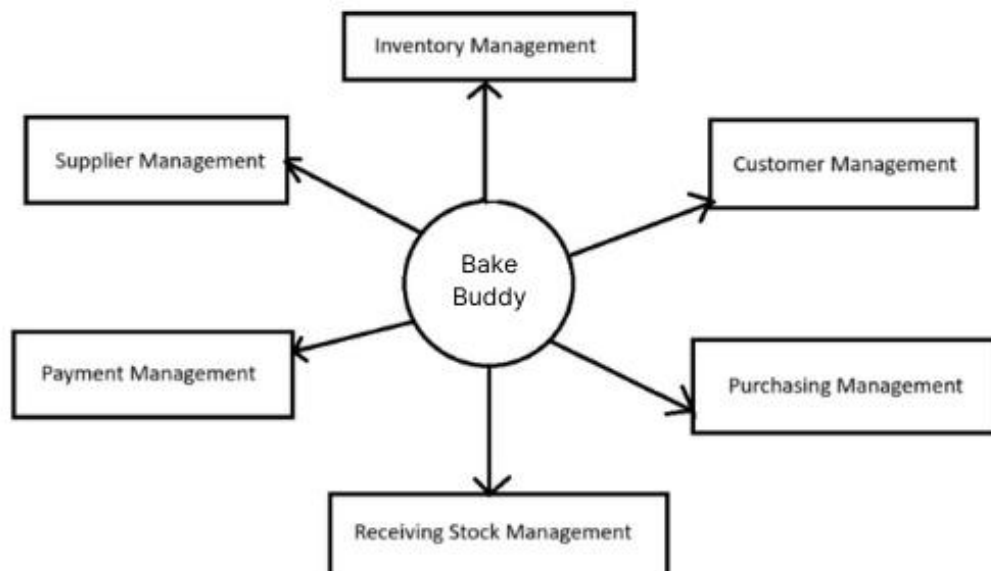 Inventory Management
Supplier Management
Customer Management
Bake
Buddy
Payment Management
Purchasing Management
Receiving Stock Management